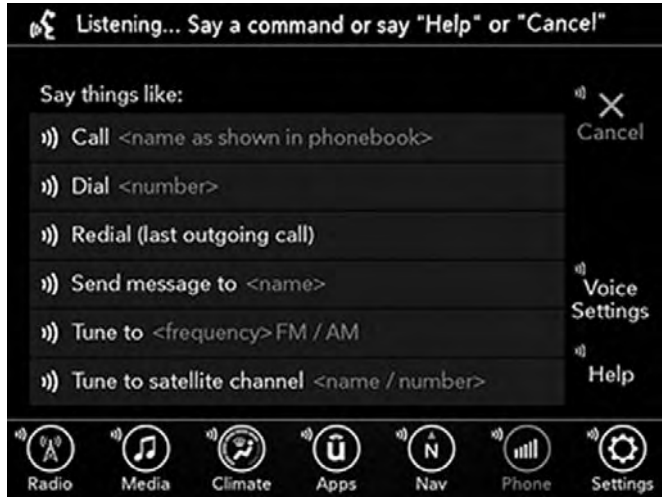 Listening... Say a command or say "Help" or "Cancel"
Say things like:
Call <name as shown in phonebook>
Cancel
Dial <number>
Redial (last outgoing call)
Send message to <name>
Voice
Settings
Tune to <frequency> FM / AM
Help
Tune to satellite channel <name / number>
ū N
Radio Media Climate Apps Nav Phone Settings